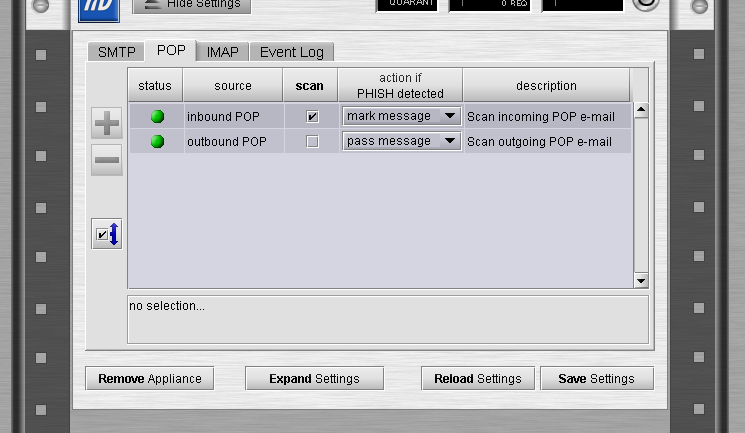 Hide Settings
QUARANT
0 REQ
SMTP POP IMAP Event Log
status source scan action if PHISH detected description
inbound POP mark message Scan incoming POP e-mail
outbound POP pass message Scan outgoing POP e-mail
no selection...
Remove Appliance Expand Settings Reload Settings Save Settings